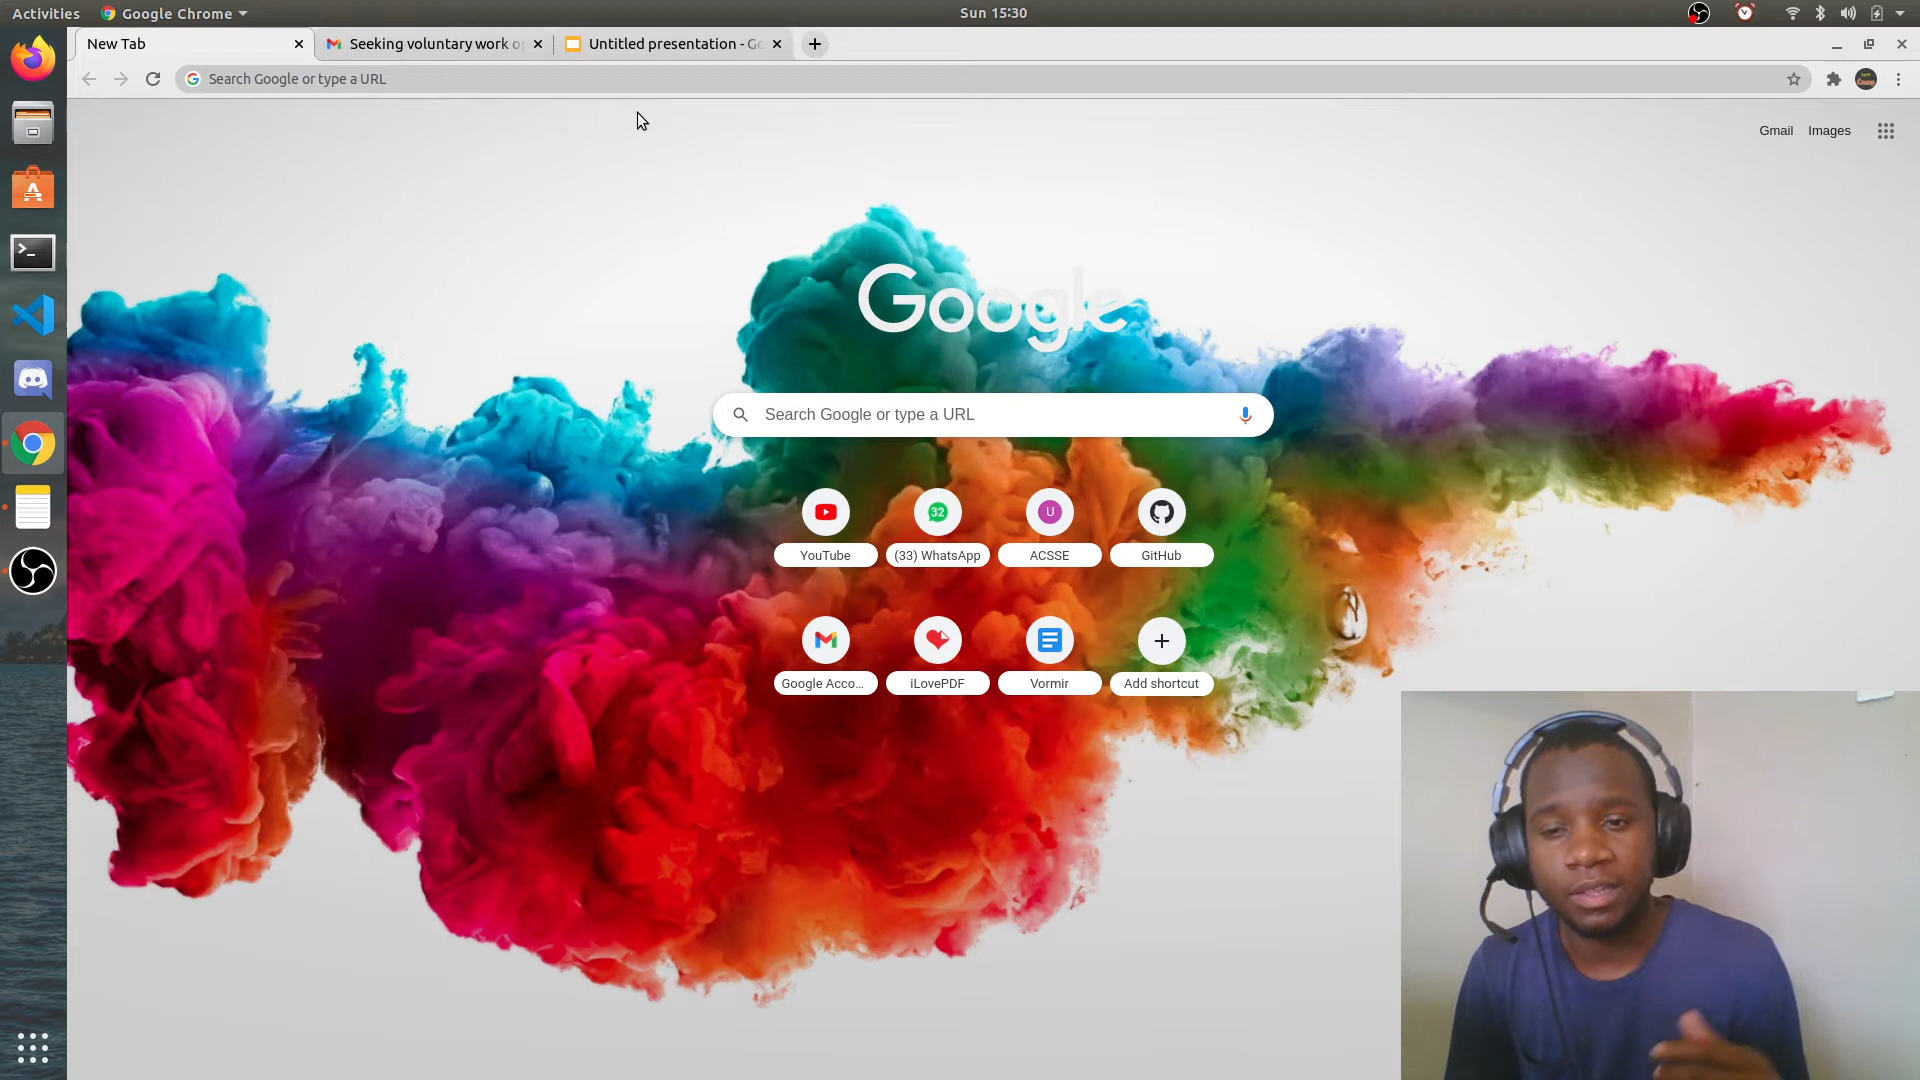 Activities
Google Chrome
Sun 15:30
New Tab
Seeking voluntary work o
Untitled presentation - Go
Search Google or type a URL
Gmail
Images
Google
Search Google or type a URL
32
U
YouTube
(33) WhatsApp
ACSSE
GitHub
Google Acco...
iLovePDF
Vormir
Add shortcut